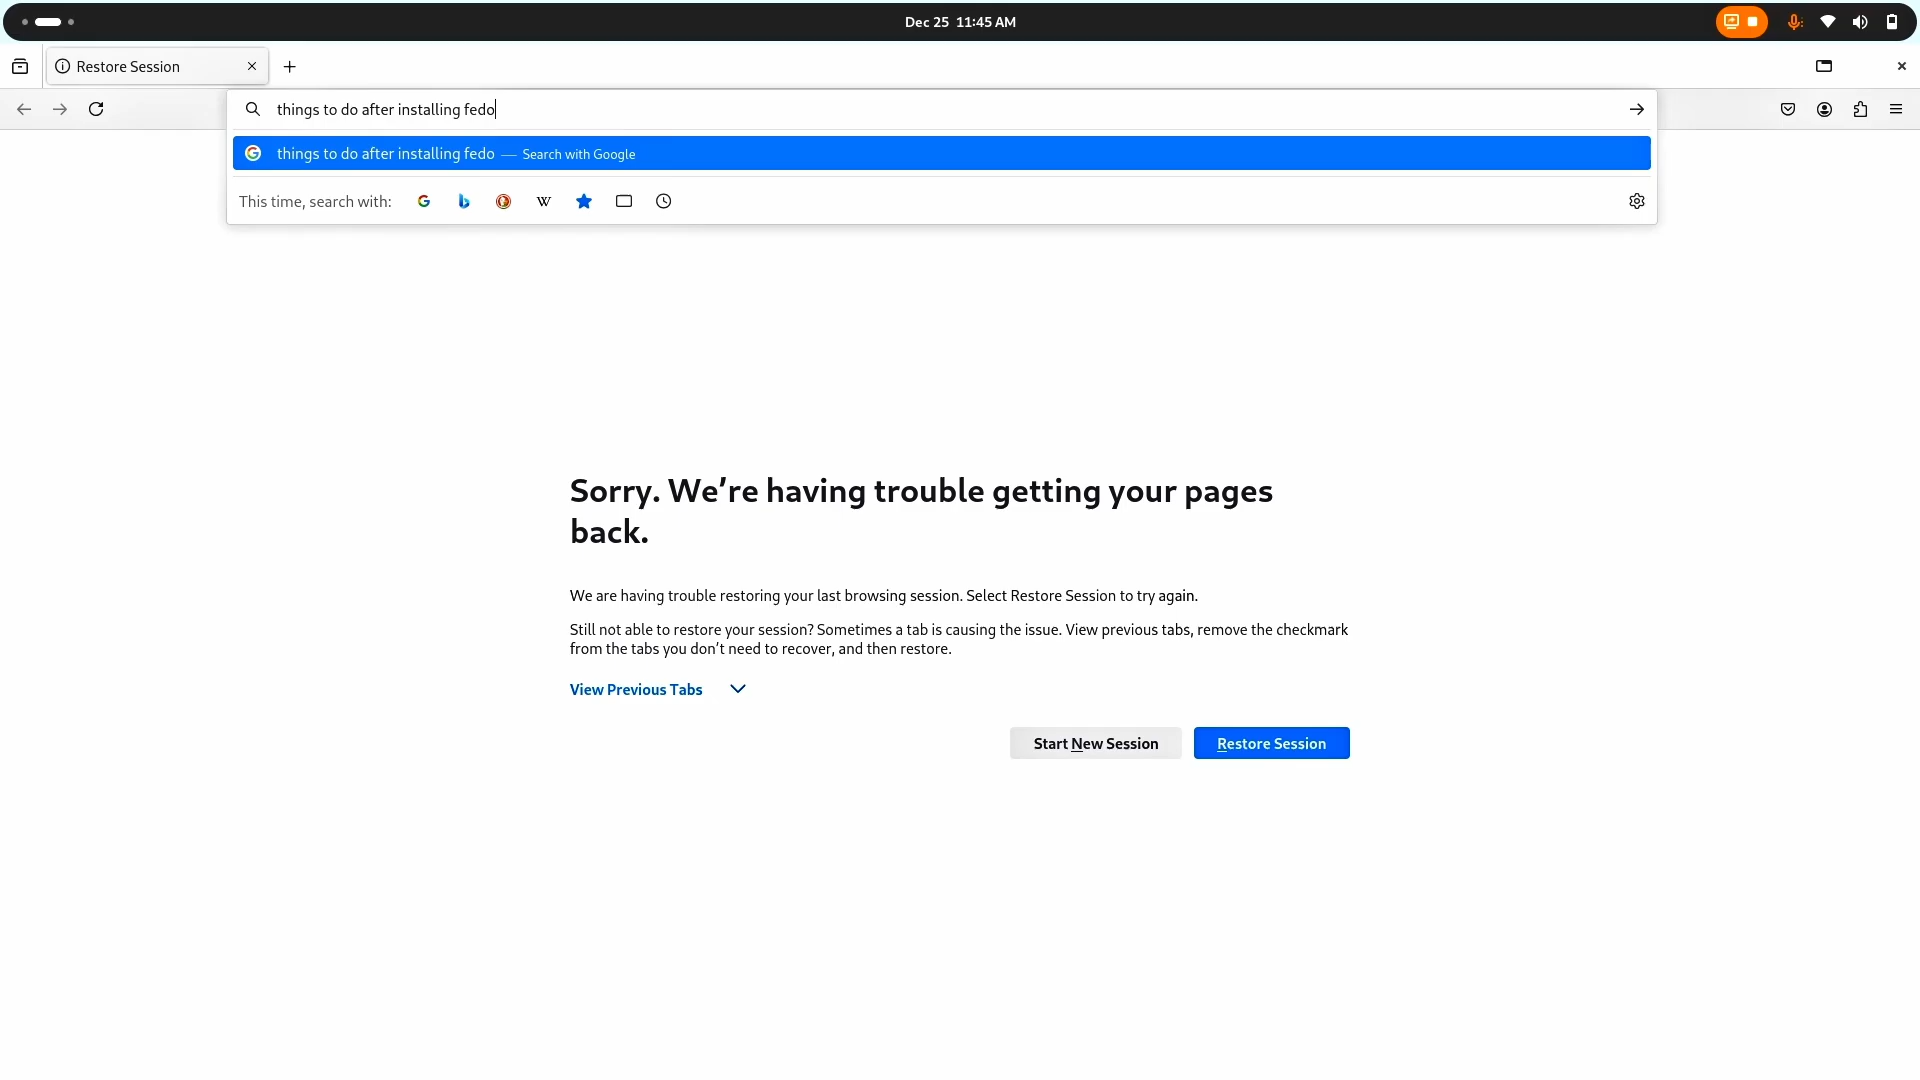 Dec 25 11:45 AM
Restore Session
things to do after installing fedo
things to do after installing fedo — Search with Google
This time, search with:
Sorry. We’re having trouble getting your pages
back.
We are having trouble restoring your last browsing session. Select Restore Session to try again.
Still not able to restore your session? Sometimes a tab is causing the issue. View previous tabs, remove the checkmark
from the tabs you don’t need to recover, and then restore.
View Previous Tabs
Start New Session Restore Session